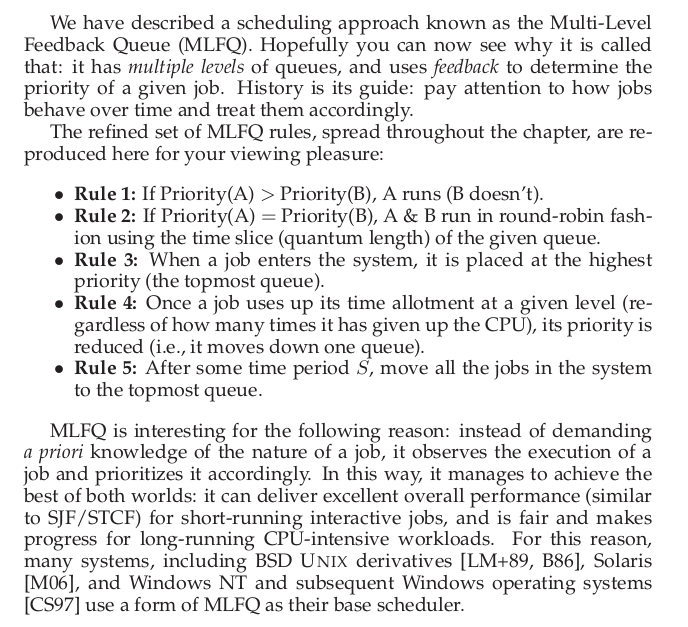 We have described a scheduling approach known as the Multi-Level
Feedback Queue (MLFQ). Hopefully you can now see why it is called
that: it has multiple levels of queues, and uses feedback to determine the
priority of a given job. History is its guide: pay attention to how jobs
behave over time and treat them accordingly.
The refined set of MLFQ rules, spread throughout the chapter, are re-
produced here for your viewing pleasure:
• Rule 1: If Priority(A) > Priority(B), A runs (B doesn't).
• Rule 2: If Priority(A) = Priority(B), A & B run in round-robin fash-
ion using the time slice (quantum length) of the given queue.
• Rule 3: When a job enters the system, it is placed at the highest
priority (the topmost queue).
• Rule 4: Once a job uses up its time allotment at a given level (re-
gardless of how many times it has given up the CPU), its priority is
reduced (i.e., it moves down one queue).
• Rule 5: After some time period S, move all the jobs in the system
to the topmost queue.
MLFQ is interesting for the following reason: instead of demanding
a priori knowledge of the nature of a job, it observes the execution of a
job and prioritizes it accordingly. In this way, it manages to achieve the
best of both worlds: it can deliver excellent overall performance (similar
to SJF/STCF) for short-running interactive jobs, and is fair and makes
progress for long-running CPU-intensive workloads. For this reason,
many systems, including BSD UNIX derivatives [LM+89, B86], Solaris
[M06], and Windows NT and subsequent Windows operating systems
[CS97] use a form of MLFQ as their base scheduler.